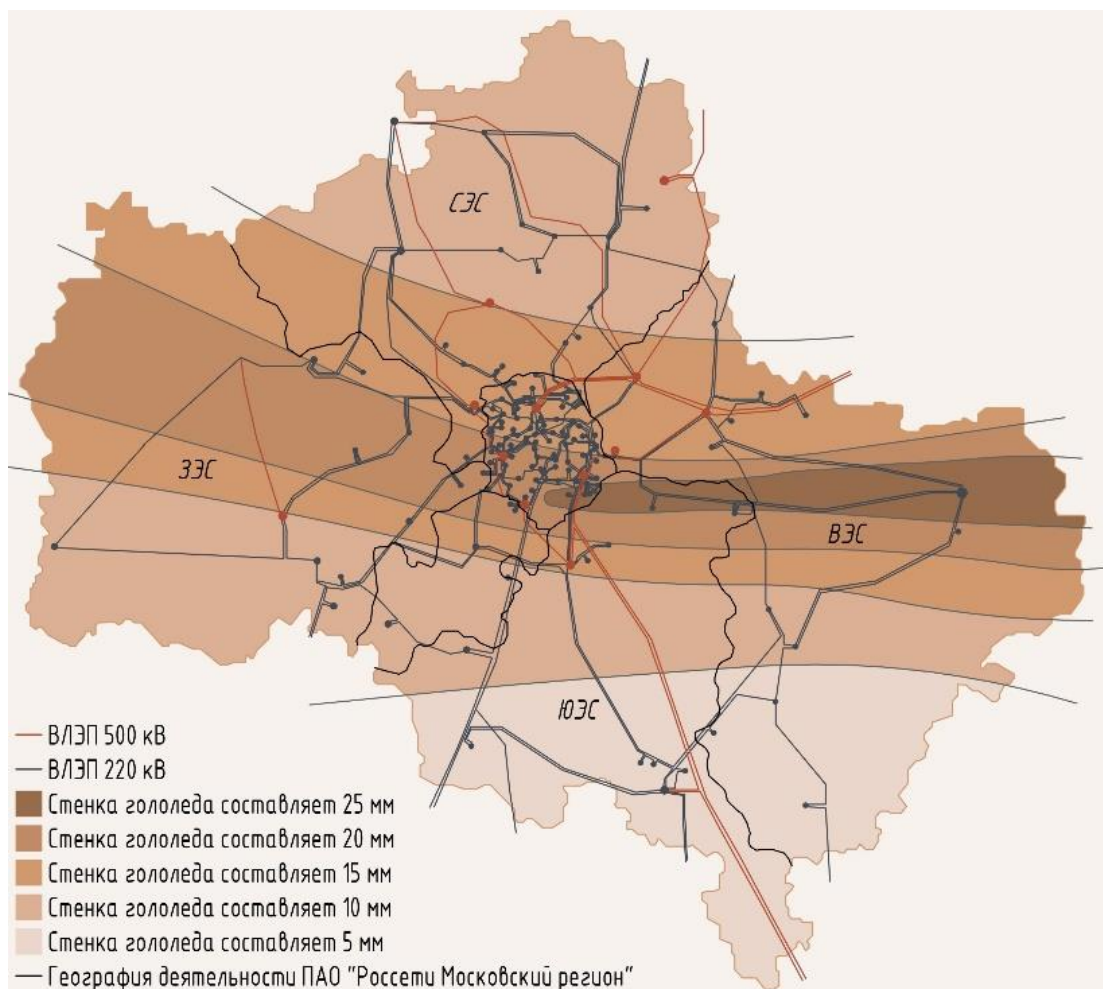 СЭС
ЗЭС
ВЭС
ЮЭС
ВЛЭП 500 кВ
ВЛЭП 220 кВ
Стенка гололеда составляет 25 мм
Стенка гололеда составляет 20 мм
Стенка гололеда составляет 15 мм
Стенка гололеда составляет 10 мм
Стенка гололеда составляет 5 мм
География деятельности ПАО "Россети Московский регион"